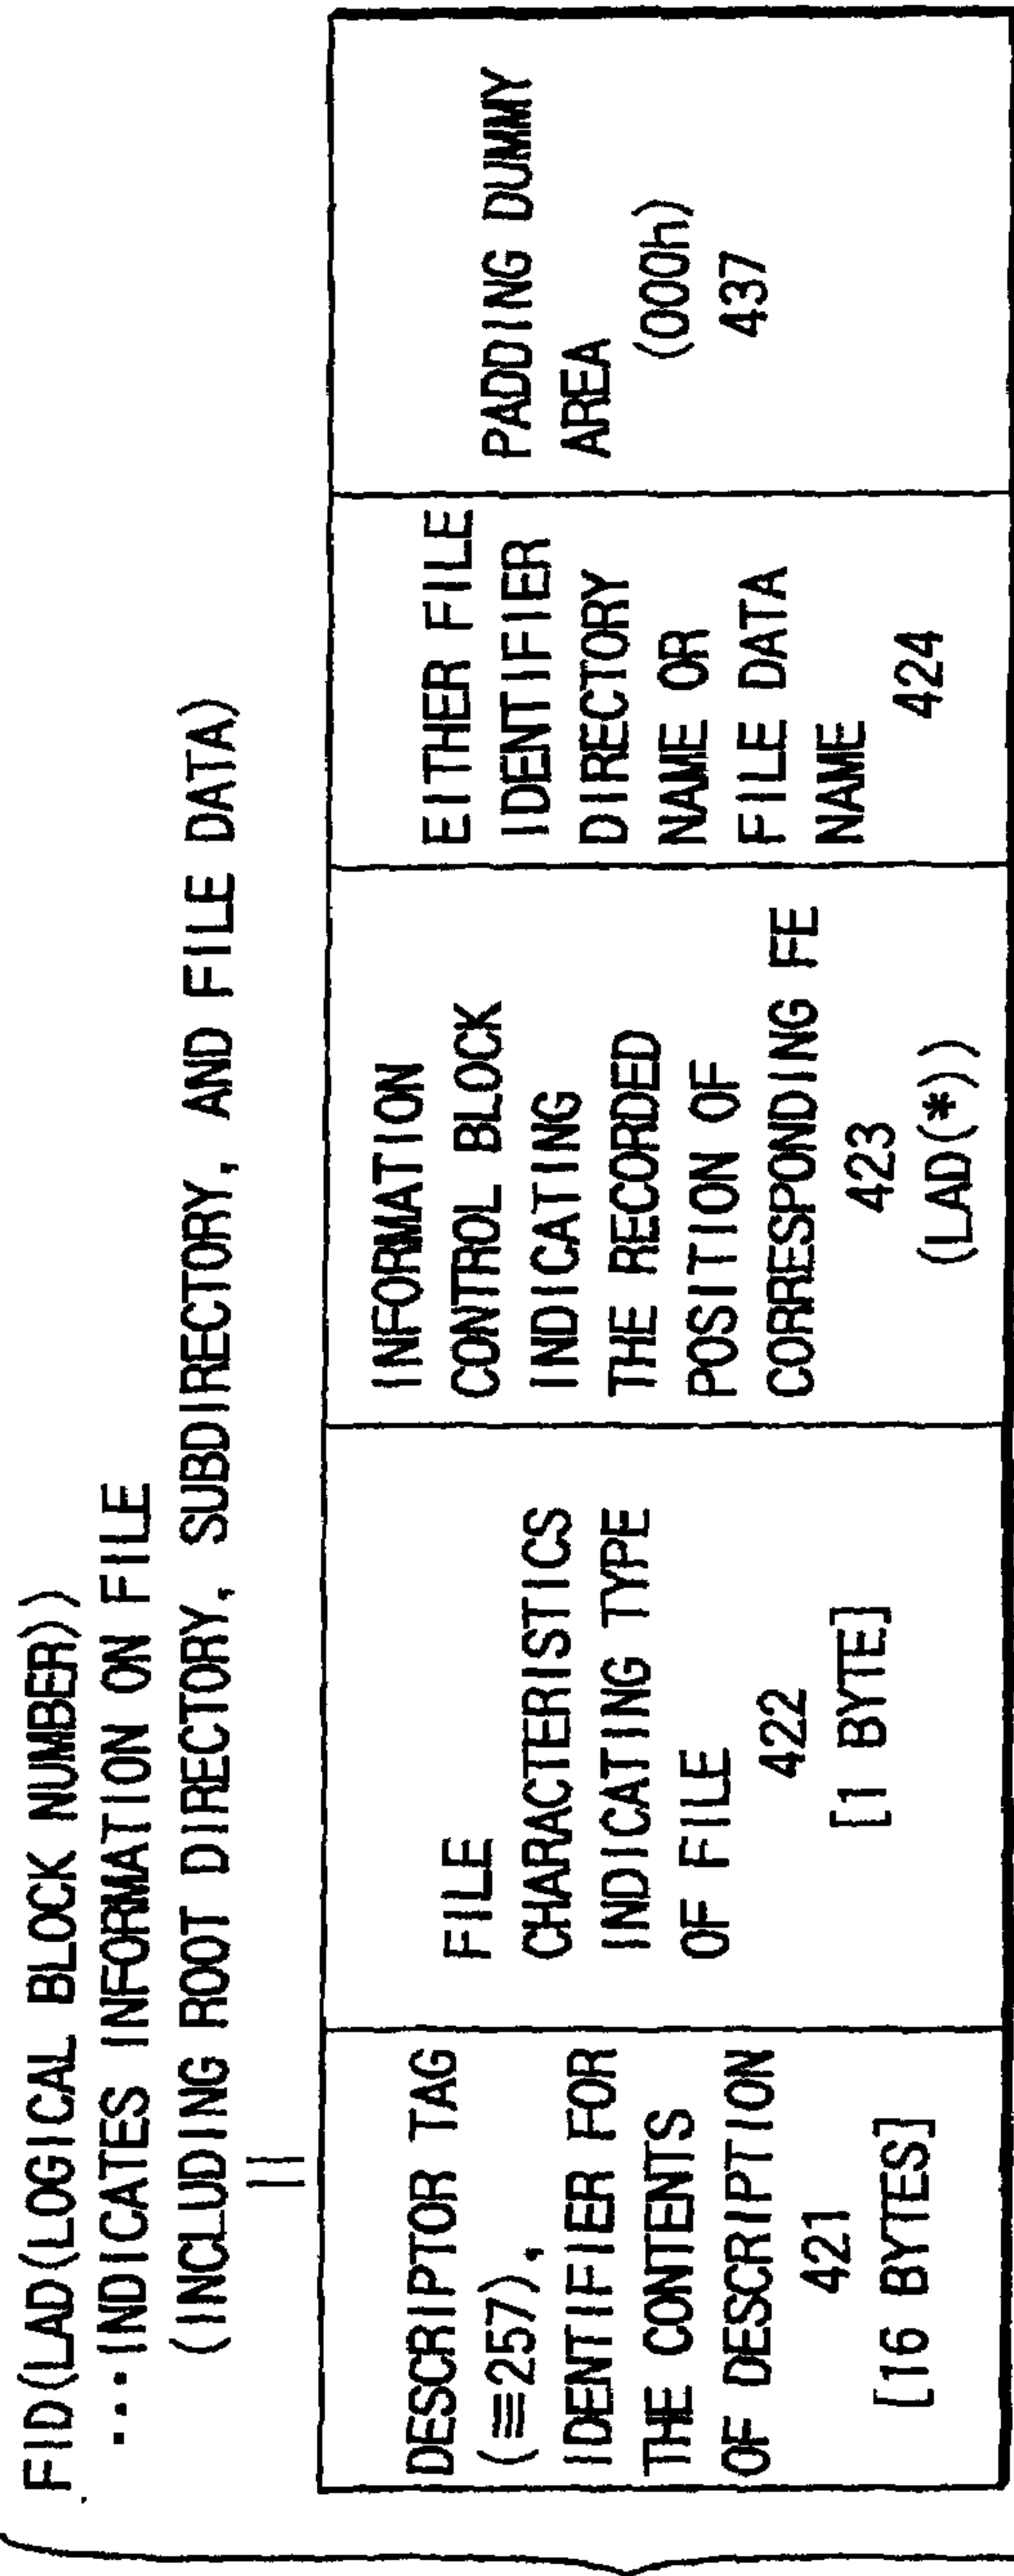 FID(LAD(LOGICAL BLOCK NUMBER))
···INDICATES INFORMATION ON FILE
(INCLUDING ROOT DIRECTORY, SUBDIRECTORY, AND FILE DATA)
||
DESCRIPTOR TAG
(≡257),
IDENTIFIER FOR
THE CONTENTS
OF DESCRIPTION
421
[16 BYTES]
FILE
CHARACTERISTICS
INDICATING TYPE
OF FILE
422
[1 BYTE]
INFORMATION
CONTROL BLOCK
INDICATING
THE RECORDED
POSITION OF
CORRESPONDING FE
423
(LAD(*))
EITHER FILE
IDENTIFIER
DIRECTORY
NAME OR
FILE DATA
NAME
424
PADDING DUMMY
AREA
(000h)
437